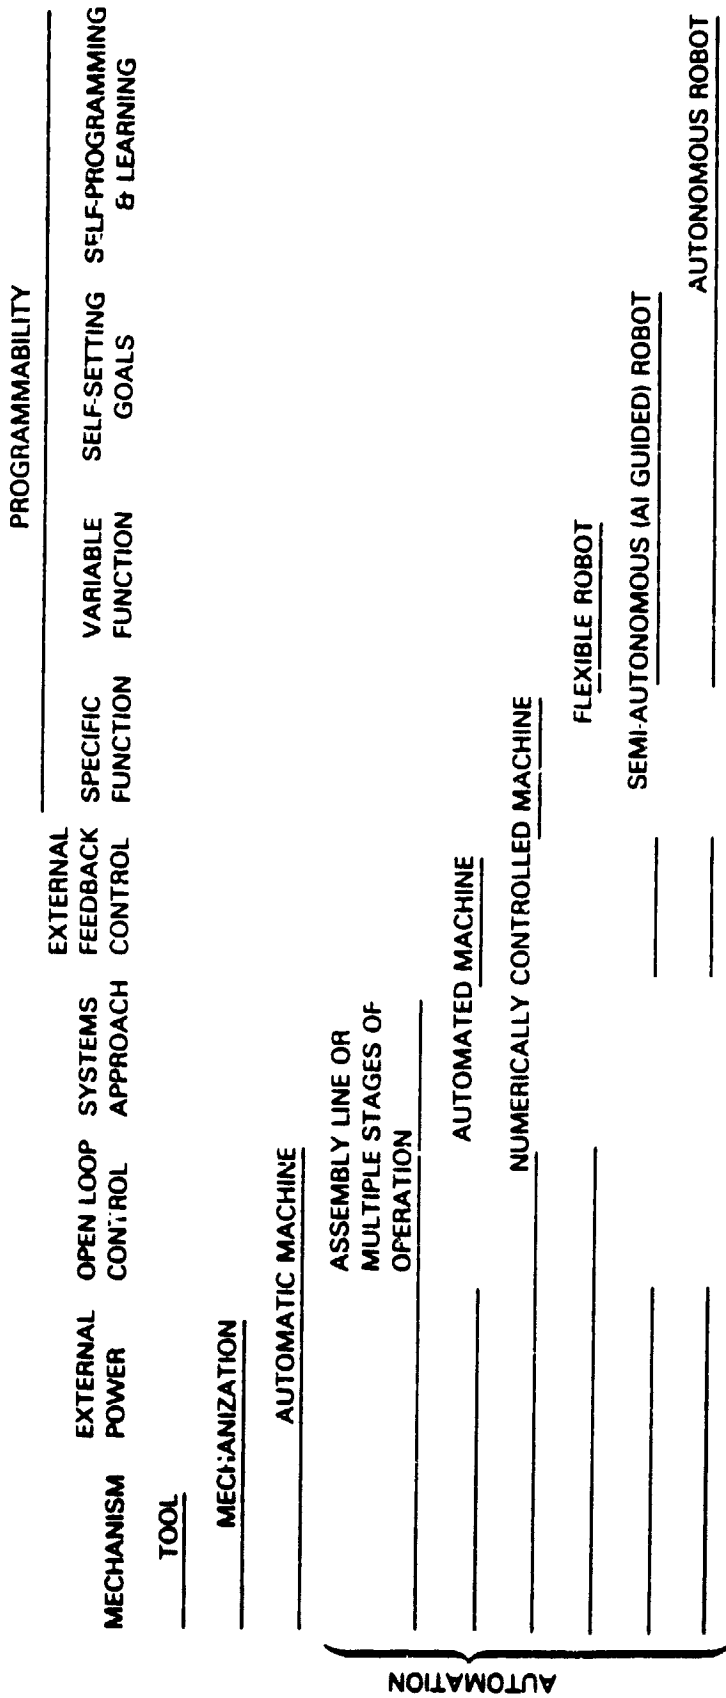 PROGRAMMABILITY
EXTERNAL
MECHANISM EXTERNAL OPEN LOOP SYSTEMS FEEDBACK SPECIFIC VARIABLE SELF-SETTING SELF-PROGRAMMING
POWER CONTROL APPROACH CONTROL FUNCTION FUNCTION GOALS & LEARNING
TOOL
MECHANIZATION
AUTOMATIC MACHINE
ASSEMBLY LINE OR
MULTIPLE STAGES OF
OPERATION
AUTOMATED MACHINE
NUMERICALLY CONTROLLED MACHINE
FLEXIBLE ROBOT
SEMI-AUTONOMOUS (AI GUIDED) ROBOT
AUTONOMOUS ROBOT
AUTOMATION